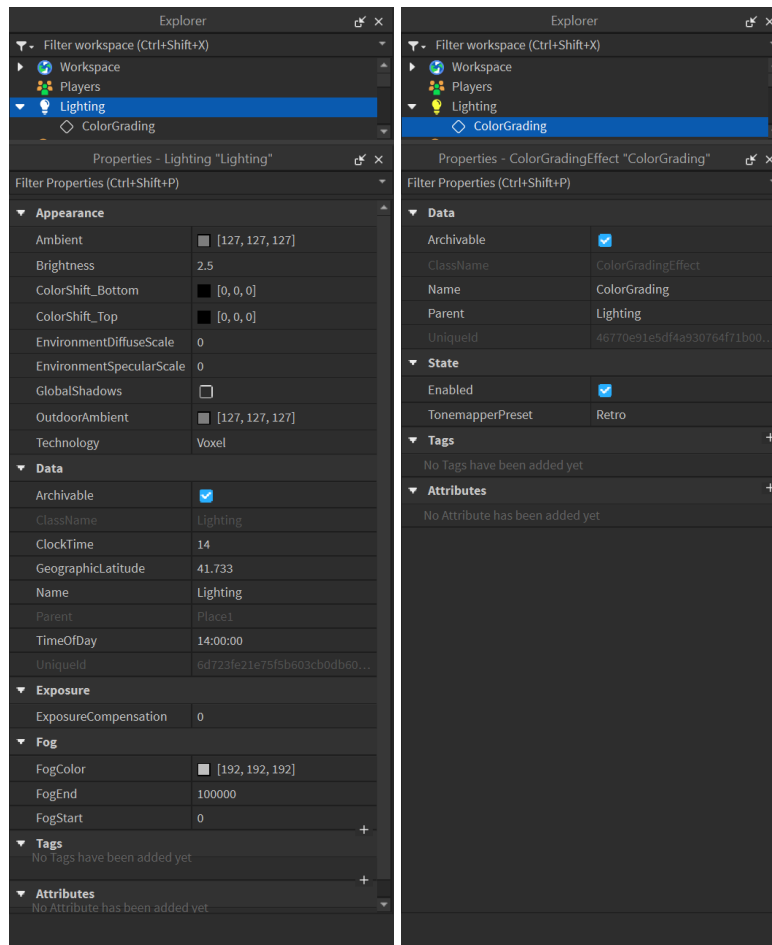 Explorer
Filter workspace (Ctrl+Shift+X)
Workspace
Players
Lighting
ColorGrading
Properties - Lighting "Lighting"
Filter Properties (Ctrl+Shift+P)
Appearance
Ambient [127, 127, 127]
Brightness 2.5
ColorShift_Bottom [0, 0, 0]
ColorShift_Top [0, 0, 0]
EnvironmentDiffuseScale 0
EnvironmentSpecularScale 0
GlobalShadows
OutdoorAmbient [127, 127, 127]
Technology Voxel
Data
Archivable
ClassName Lighting
ClockTime 14
GeographicLatitude 41.733
Name Lighting
Parent Place1
TimeOfDay 14:00:00
UniqueId 6d723fe21e75f5b603cb0db60...
Exposure
ExposureCompensation 0
Fog
FogColor [192, 192, 192]
FogEnd 100000
FogStart 0
Tags
No Tags have been added yet
Attributes
No Attribute has been added yet
Explorer
Filter workspace (Ctrl+Shift+X)
Workspace
Players
Lighting
ColorGrading
Properties - ColorGradingEffect "ColorGrading"
Filter Properties (Ctrl+Shift+P)
Data
Archivable
ClassName ColorGradingEffect
Name ColorGrading
Parent Lighting
UniqueId 46770e91e5df4a930764f71b00...
State
Enabled
TonemapperPreset Retro
Tags
No Tags have been added yet
Attributes
No Attribute has been added yet